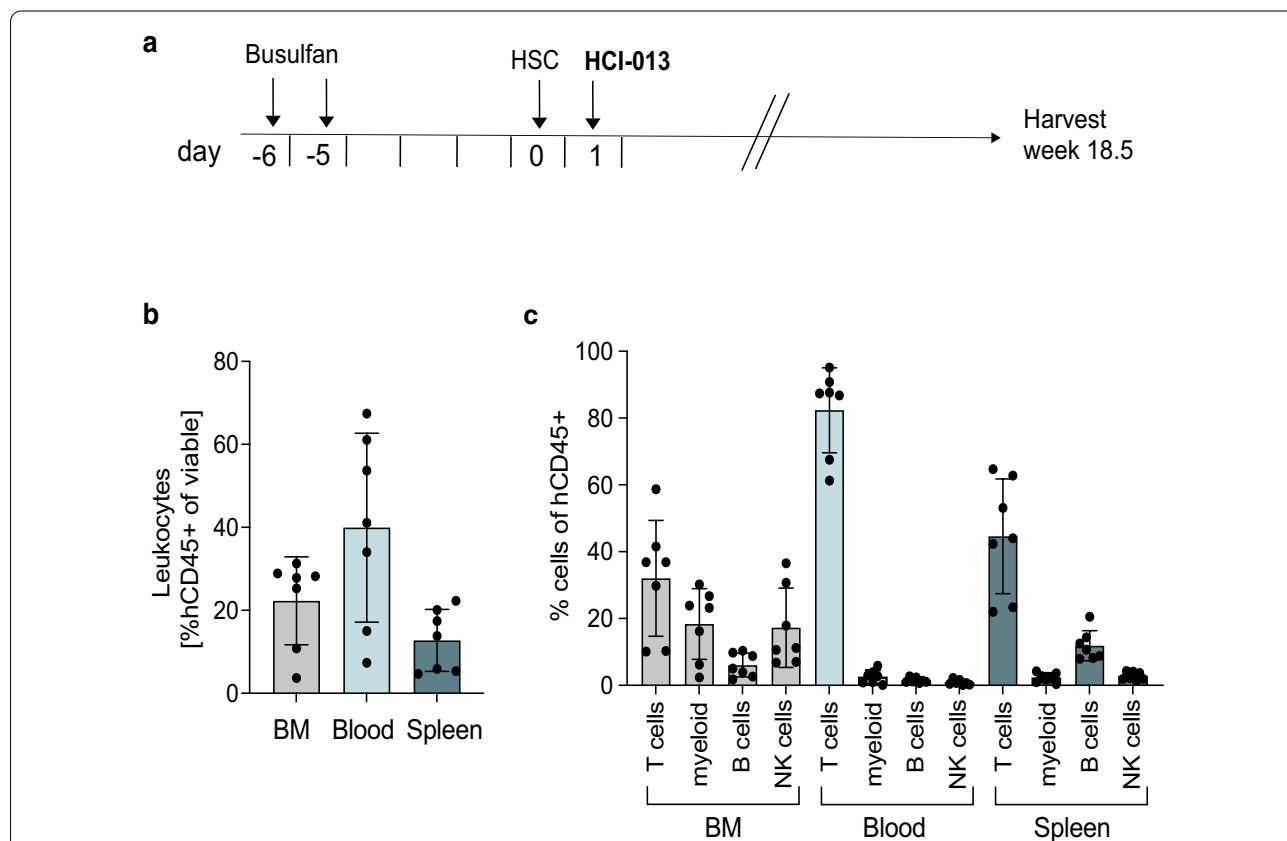 a
Busulfan
HSC
HCI-013
day
-6
-5
0
1
Harvest
week 18.5
b
Leukocytes
[%hCD45+ of viable]
80
60
40
20
0
BM
Blood
Spleen
c
% cells of hCD45+
100
80
60
40
20
0
T cells
myeloid
B cells
NK cells
T cells
myeloid
B cells
NK cells
T cells
myeloid
B cells
NK cells
BM
Blood
Spleen